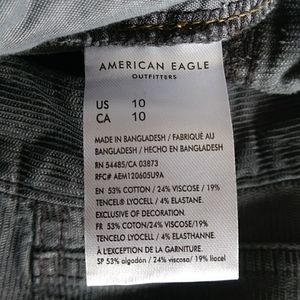 AMERICAN EAGLE
OUTFITTERS
US 10
CA 10
MADE IN BANGLADESH / FABRIQUÉ AU
BANGLADESH / HECHO EN BANGLADESH
RN 54485/CA 03873
RFC# AEM120605U9A
EN 53% COTTON / 24% VISCOSE / 19%
TENCEL® LYOCELL / 4% ELASTANE.
EXCLUSIVE OF DECORATION.
FR 53% COTON/ 24% VISCOSE/ 19%
TENCELO LYOCELL / 4% ELASTHANNE.
À L'EXCEPTION DE LA GARNITURE.
SP 53% algodón / 24% viscosa/ 19% liocel